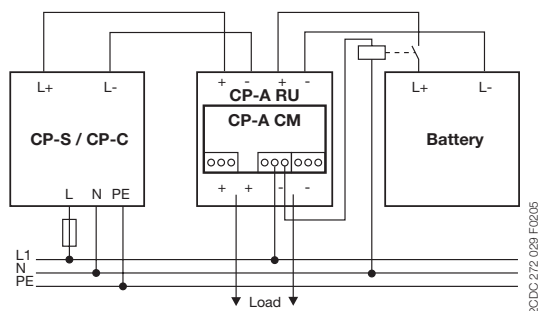 + - + -
L+ L- CP-A RU L+ L-
CP-S / CP-C CP-A CM Battery
+ + - -
L N PE
L1
N
PE
Load
2CDC 272 029 F0205